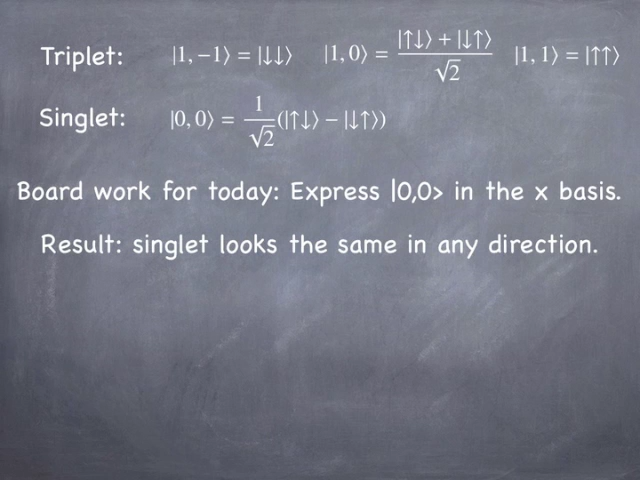 Triplet: |1, −1⟩ = |↓↓⟩ |1, 0⟩ = |↑↓⟩ + |↓↑⟩ / √2 |1, 1⟩ = |↑↑⟩
Singlet: |0, 0⟩ = 1/√2 (|↑↓⟩ − |↓↑⟩)
Board work for today: Express |0,0> in the x basis.
Result: singlet looks the same in any direction.